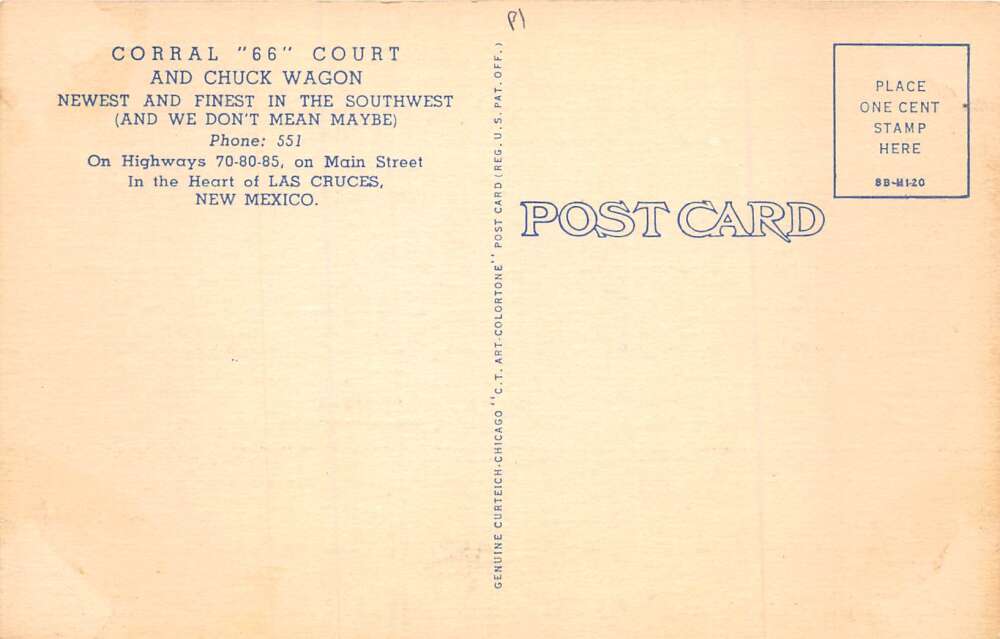 CORRAL "66" COURT
AND CHUCK WAGON
NEWEST AND FINEST IN THE SOUTHWEST
(AND WE DON'T MEAN MAYBE)
Phone: 551
On Highways 70-80-85, on Main Street
In the Heart of LAS CRUCES,
NEW MEXICO.
GENUINE CURTEICH-CHICAGO "C.T. ART-COLORTONE" POST CARD (REG. U.S. PAT. OFF.)
POST CARD
PLACE
ONE CENT
STAMP
HERE
8B-H120